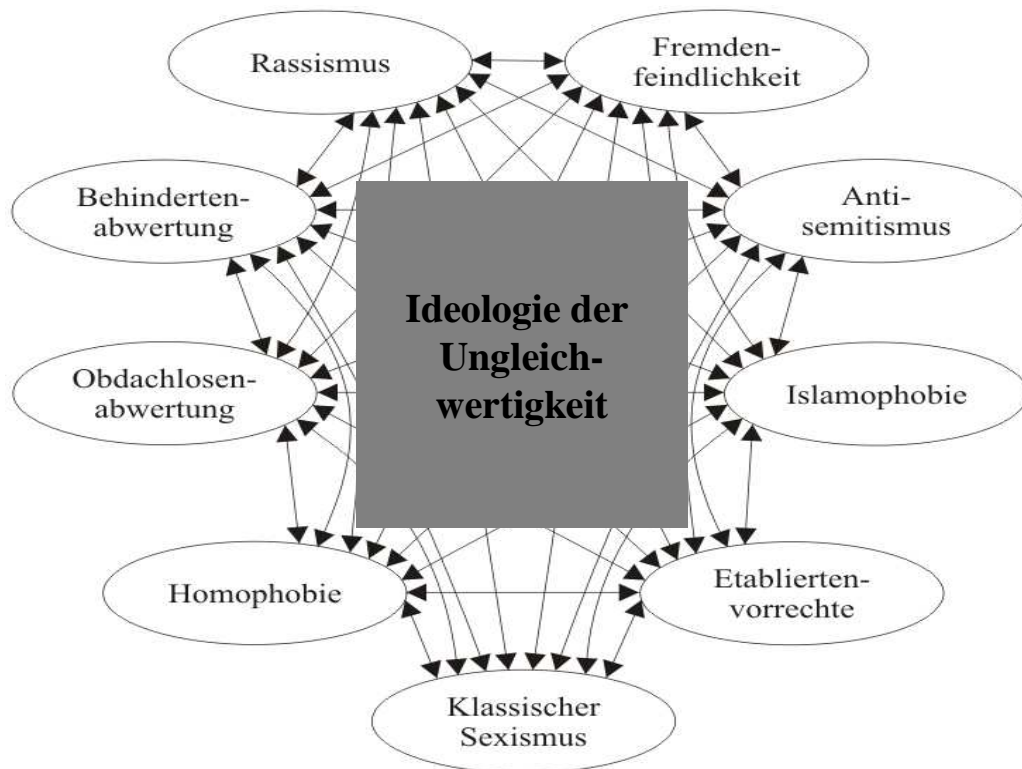 Rassismus
Fremden-
feindlichkeit
Behinderten-
abwertung
Anti-
semitismus
Ideologie der
Ungleich-
wertigkeit
Obdachlosen-
abwertung
Islamophobie
Homophobie
Etablierten-
vorrechte
Klassischer
Sexismus